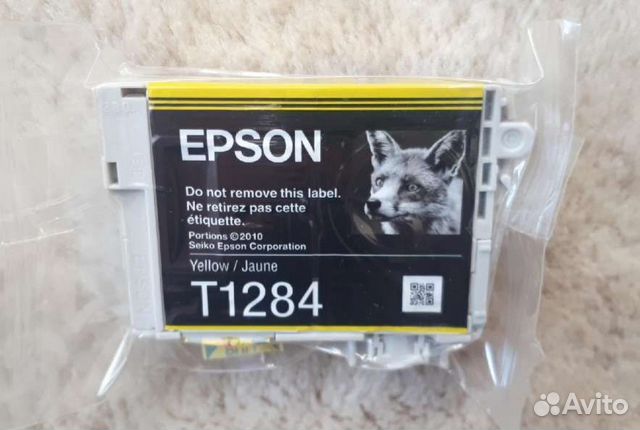 EPSON
Do not remove this label.
Ne retirez pas cette
étiquette.
Portions ©2010
Seiko Epson Corporation
Yellow / Jaune
T1284
Avito